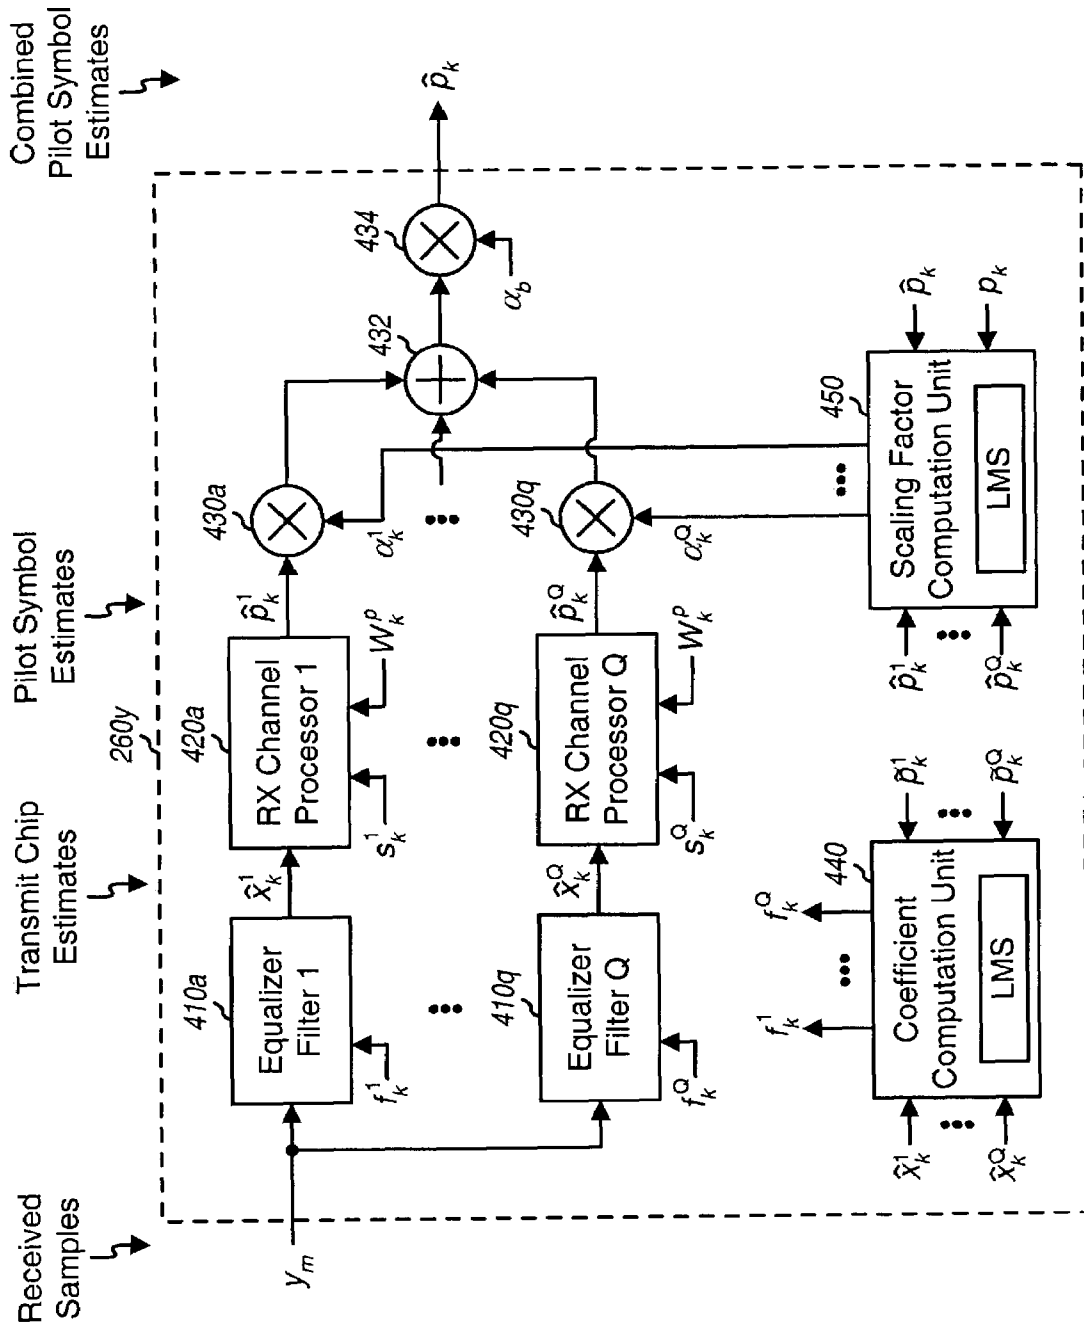 Received
Samples
Transmit Chip
Estimates
Pilot Symbol
Estimates
Combined
Pilot Symbol
Estimates
260y
y_m
410a
Equalizer
Filter 1
f_k^1
x̂_k^1
420a
RX Channel
Processor 1
s_k^1
W_k^p
p̂_k^1
430a
α_k^1
432
434
α_b
p̂_k
•••
•••
•••
410q
Equalizer
Filter Q
f_k^Q
x̂_k^Q
420q
RX Channel
Processor Q
s_k^Q
W_k^p
p̂_k^Q
430q
α_k^Q
f_k^1
•••
f_k^Q
440
Coefficient
Computation Unit
LMS
x̂_k^1
•••
x̂_k^Q
p̃_k^1
•••
p̃_k^Q
•••
450
Scaling Factor
Computation Unit
LMS
p̂_k^1
•••
p̂_k^Q
p̂_k
p_k